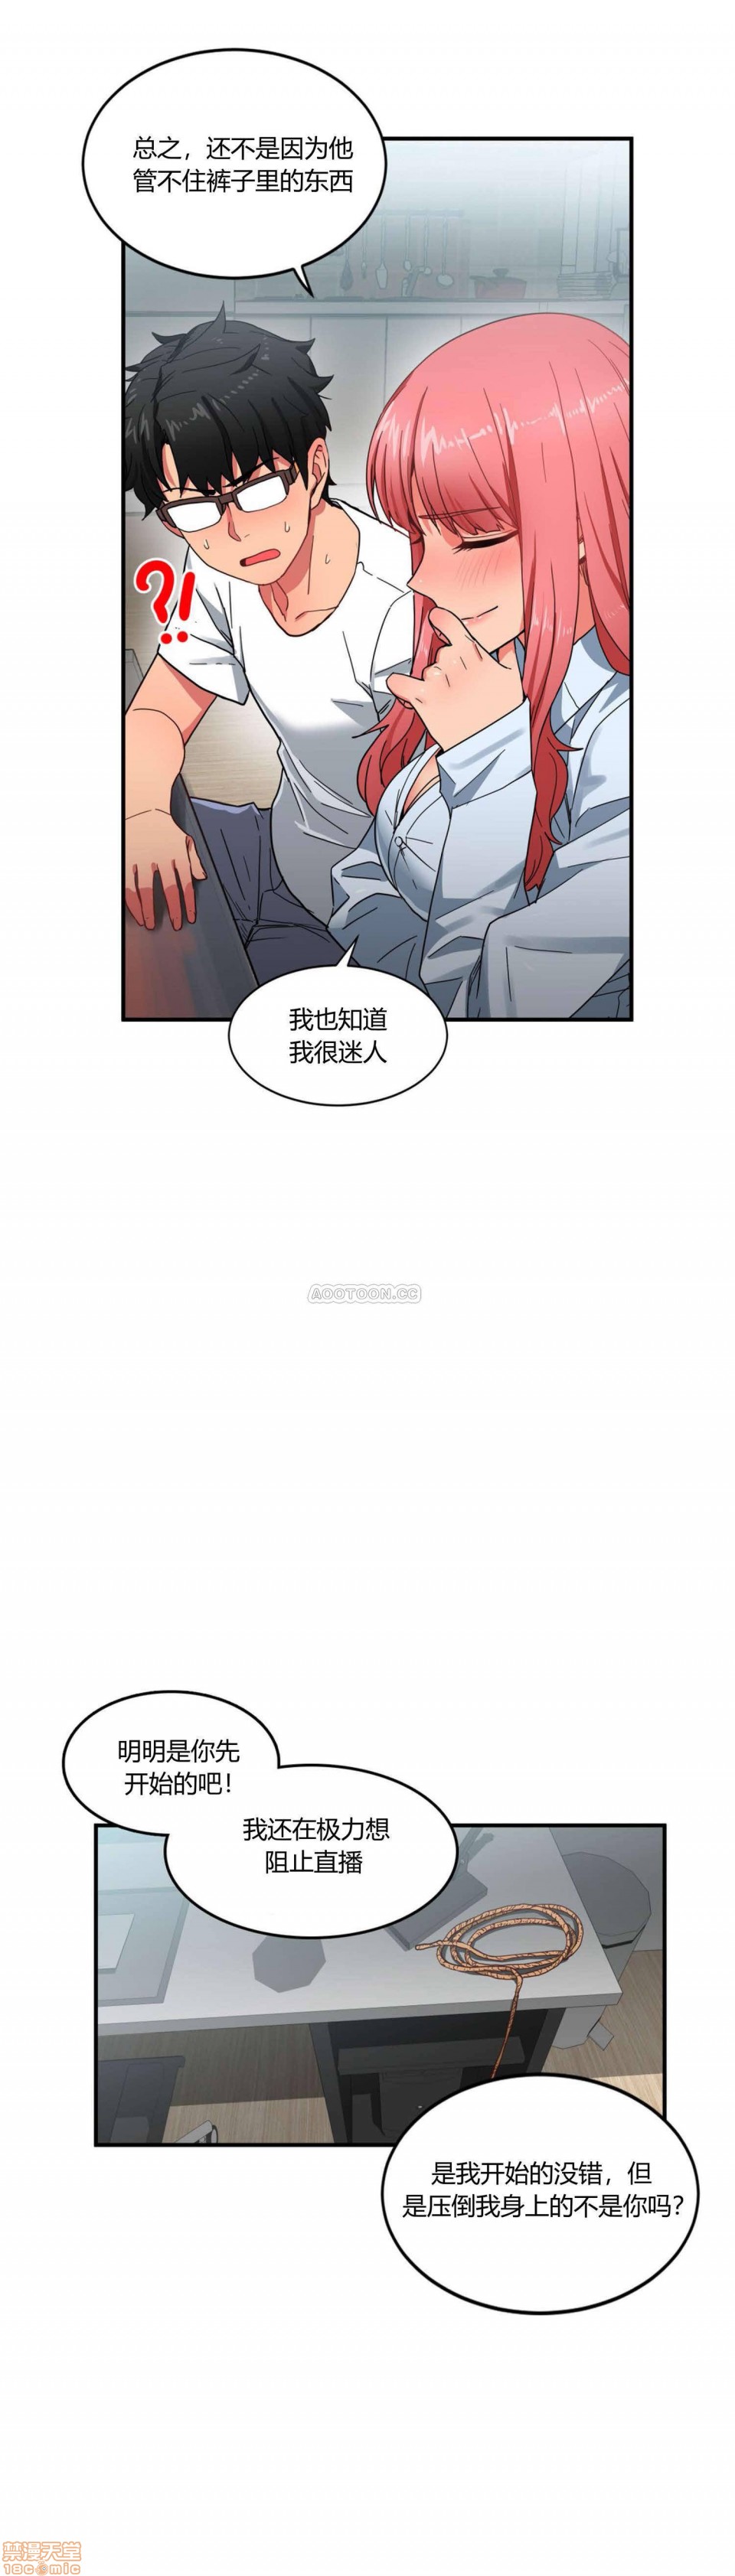 总之，还不是因为他
管不住裤子里的东西
?!
我也知道
我很迷人
AOOTOON.CC
明明是你先
开始的吧！
我还在极力想
阻止直播
是我开始的没错，但
是压倒我身上的不是你吗?
禁漫天堂
18comic